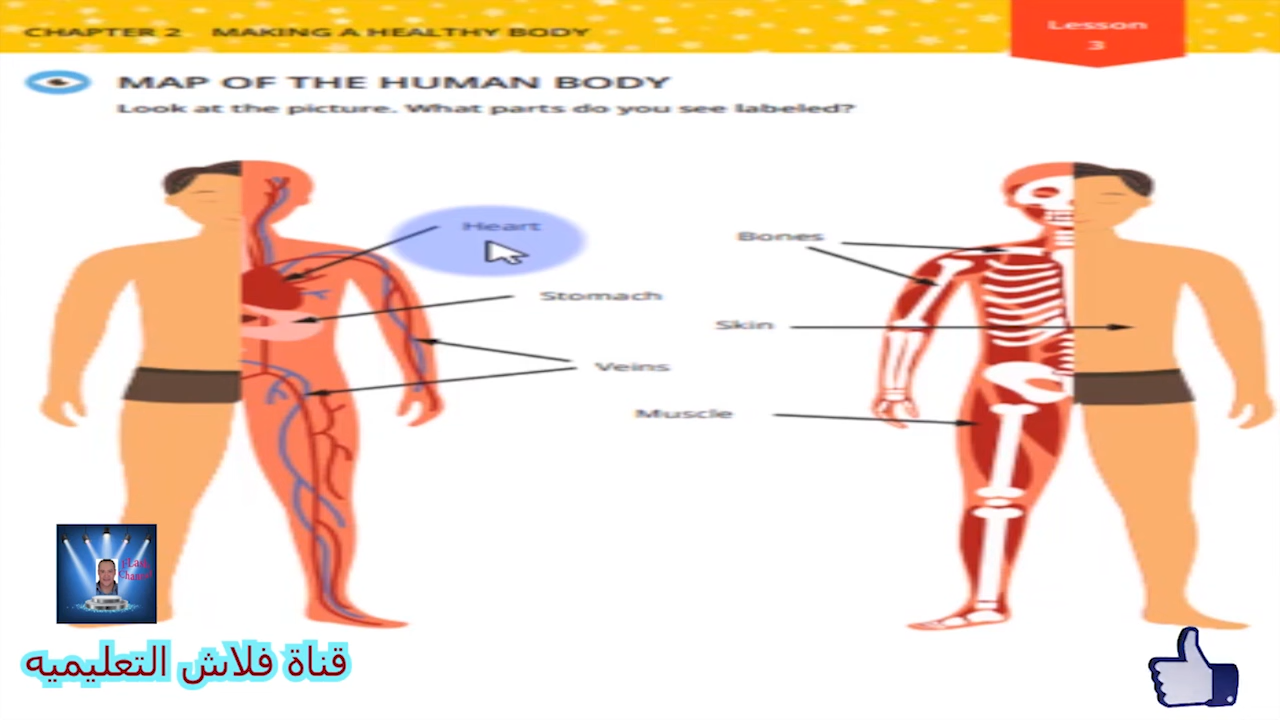 CHAPTER 2 MAKING A HEALTHY BODY
Lesson
3
MAP OF THE HUMAN BODY
Look at the picture. What parts do you see labeled?
Heart
Stomach
Veins
Bones
Skin
Muscle
Channel
قناة فلاش التعليميه